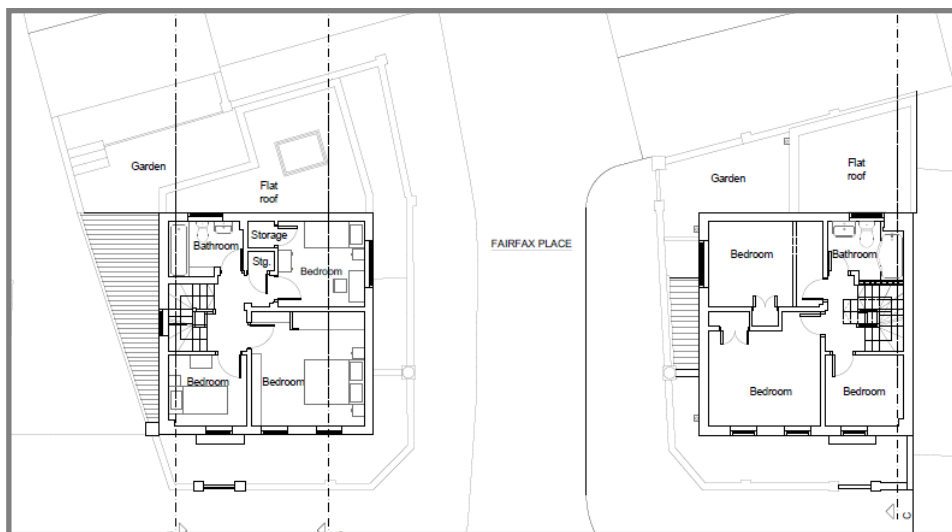 Garden
Flat
roof
Bathroom
Storage
Stg.
Bedroom
Bedroom
Bedroom
FAIRFAX PLACE
Garden
Flat
roof
Bedroom
Bathroom
Bedroom
Bedroom
C